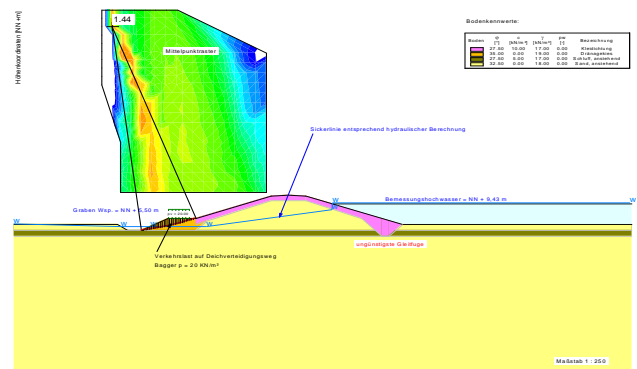 1.44
Mittelpunktraster
Höhenkoordinaten [NN +m]
Bodenkennwerte:
Boden φ [°] c [kN/m²] γ [kN/m³] pw [-] Bezeichnung
27.50 10.00 17.00 0.00 Kleidichtung
35.00 0.00 19.00 0.00 Dränagekies
27.50 5.00 17.00 0.00 Schluff, anstehend
32.50 0.00 18.00 0.00 Sand, anstehend
Sickerlinie entsprechend hydraulischer Berechnung
Graben Wsp. = NN + 5,50 m
Bemessungshochwasser = NN + 9,43 m
W
W
W
W
W
W
ungünstigste Gleitfuge
Verkehrslast auf Deichverteidigungsweg
Bagger p = 20 KN/m²
Maßstab 1 : 250